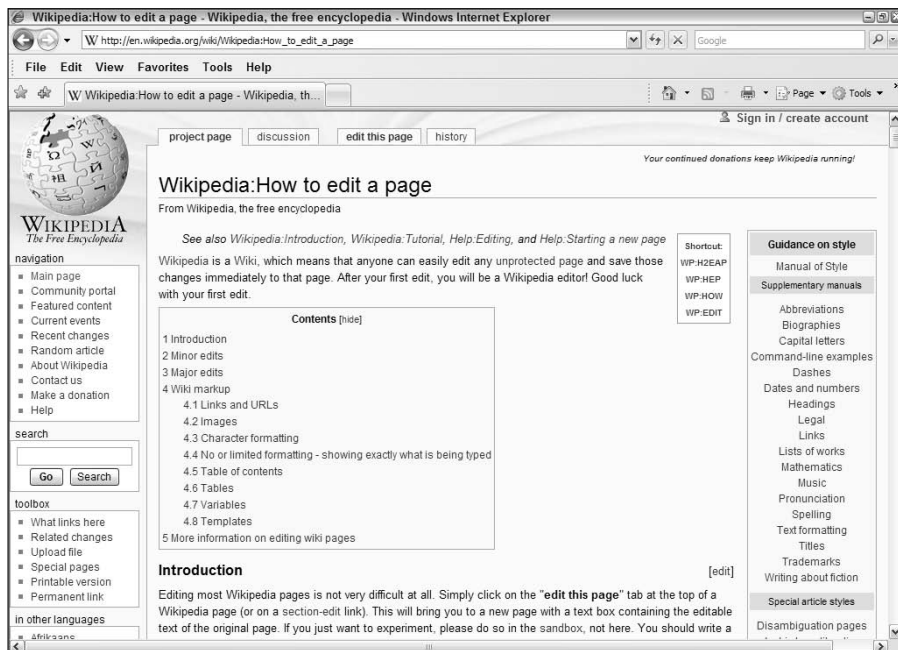 Wikipedia:How to edit a page - Wikipedia, the free encyclopedia - Windows Internet Explorer
W http://en.wikipedia.org/wiki/Wikipedia:How_to_edit_a_page
Google
File Edit View Favorites Tools Help
W Wikipedia:How to edit a page - Wikipedia, th...
Page Tools
Sign in / create account
project page discussion edit this page history
Your continued donations keep Wikipedia running!
WIKIPEDIA
The Free Encyclopedia
navigation
Main page
Community portal
Featured content
Current events
Recent changes
Random article
About Wikipedia
Contact us
Make a donation
Help
search
Go Search
toolbox
What links here
Related changes
Upload file
Special pages
Printable version
Permanent link
in other languages
Afrikaans
Wikipedia:How to edit a page
From Wikipedia, the free encyclopedia
See also Wikipedia:Introduction, Wikipedia:Tutorial, Help:Editing, and Help:Starting a new page
Wikipedia is a Wiki, which means that anyone can easily edit any unprotected page and save those
changes immediately to that page. After your first edit, you will be a Wikipedia editor! Good luck
with your first edit.
Contents [hide]
1 Introduction
2 Minor edits
3 Major edits
4 Wiki markup
4.1 Links and URLs
4.2 Images
4.3 Character formatting
4.4 No or limited formatting - showing exactly what is being typed
4.5 Table of contents
4.6 Tables
4.7 Variables
4.8 Templates
5 More information on editing wiki pages
Introduction [edit]
Editing most Wikipedia pages is not very difficult at all. Simply click on the "edit this page" tab at the top of a
Wikipedia page (or on a section-edit link). This will bring you to a new page with a text box containing the editable
text of the original page. If you just want to experiment, please do so in the sandbox, not here. You should write a
Shortcut:
WP:H2EAP
WP:HEP
WP:HOW
WP:EDIT
Guidance on style
Manual of Style
Supplementary manuals
Abbreviations
Biographies
Capital letters
Command-line examples
Dashes
Dates and numbers
Headings
Legal
Links
Lists of works
Mathematics
Music
Pronunciation
Spelling
Text formatting
Titles
Trademarks
Writing about fiction
Special article styles
Disambiguation pages